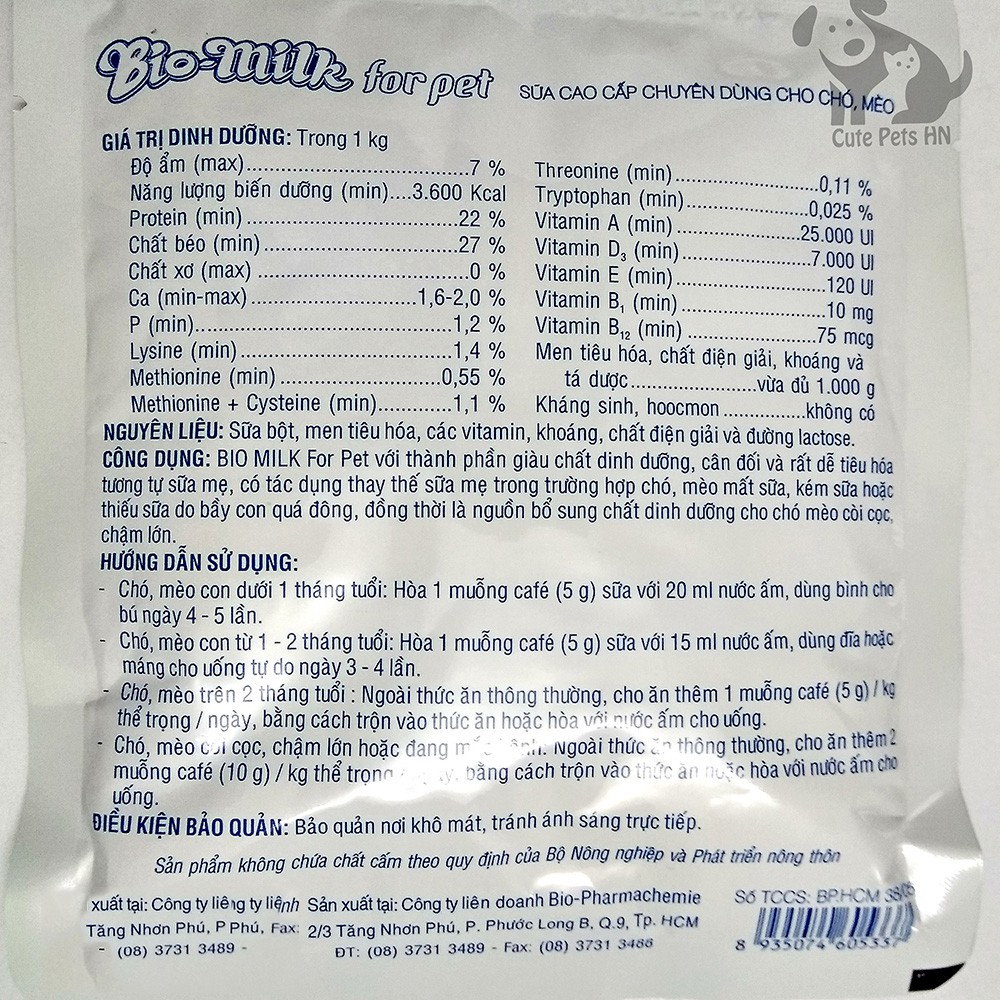 Bio-Milk for pet SỮA CAO CẤP CHUYÊN DÙNG CHO CHÓ, MÈO
Cute Pets HN
GIÁ TRỊ DINH DƯỠNG: Trong 1 kg
Độ ẩm (max)..........7 %
Năng lượng biến dưỡng (min)....3.600 Kcal
Protein (min)..........22 %
Chất béo (min)..........27 %
Chất xơ (max)..........0 %
Ca (min-max)..........1,6-2,0 %
P (min)..........1,2 %
Lysine (min)..........1,4 %
Methionine (min)..........0,55 %
Methionine + Cysteine (min)..........1,1 %
Threonine (min)..........0,11 %
Tryptophan (min)..........0,025 %
Vitamin A (min)..........25.000 UI
Vitamin D3 (min)..........7.000 UI
Vitamin E (min)..........120 UI
Vitamin B1 (min)..........10 mg
Vitamin B12 (min)..........75 mcg
Men tiêu hóa, chất điện giải, khoáng và
tá dược..........vừa đủ 1.000 g
Kháng sinh, hoocmon..........không có
NGUYÊN LIỆU: Sữa bột, men tiêu hóa, các vitamin, khoáng, chất điện giải và đường lactose.
CÔNG DỤNG: BIO MILK For Pet với thành phần giàu chất dinh dưỡng, cân đối và rất dễ tiêu hóa
tương tự sữa mẹ, có tác dụng thay thế sữa mẹ trong trường hợp chó, mèo mất sữa, kém sữa hoặc
thiếu sữa do bầy con quá đông, đồng thời là nguồn bổ sung chất dinh dưỡng cho chó mèo còi cọc,
chậm lớn.
HƯỚNG DẪN SỬ DỤNG:
- Chó, mèo con dưới 1 tháng tuổi: Hòa 1 muỗng café (5 g) sữa với 20 ml nước ấm, dùng bình cho
bú ngày 4 - 5 lần.
- Chó, mèo con từ 1 - 2 tháng tuổi: Hòa 1 muỗng café (5 g) sữa với 15 ml nước ấm, dùng đĩa hoặc
máng cho uống tự do ngày 3 - 4 lần.
- Chó, mèo trên 2 tháng tuổi : Ngoài thức ăn thông thường, cho ăn thêm 1 muỗng café (5 g) / kg
thể trọng / ngày, bằng cách trộn vào thức ăn hoặc hòa với nước ấm cho uống.
- Chó, mèo còi cọc, chậm lớn hoặc đang Ngoài thức ăn thông thường, cho ăn thêm 2
muỗng café (10 g) / kg thể trọng bằng cách trộn vào thức ăn hoặc hòa với nước ấm cho
uống.
ĐIỀU KIỆN BẢO QUẢN: Bảo quản nơi khô mát, tránh ánh sáng trực tiếp.
Sản phẩm không chứa chất cấm theo quy định của Bộ Nông nghiệp và Phát triển nông thôn
xuất tại: Công ty liên Sản xuất tại: Công ty liên doanh Bio-Pharmachemie
Tăng Nhơn Phú, P Phú, Fax: 2/3 Tăng Nhơn Phú, P. Phước Long B, Q.9, Tp. HCM
- (08) 3731 3489 - ĐT: (08) 3731 3489 - Fax: (08) 3731 3488
Số TCCS: BP.HCM 38/05
8 935074 605337